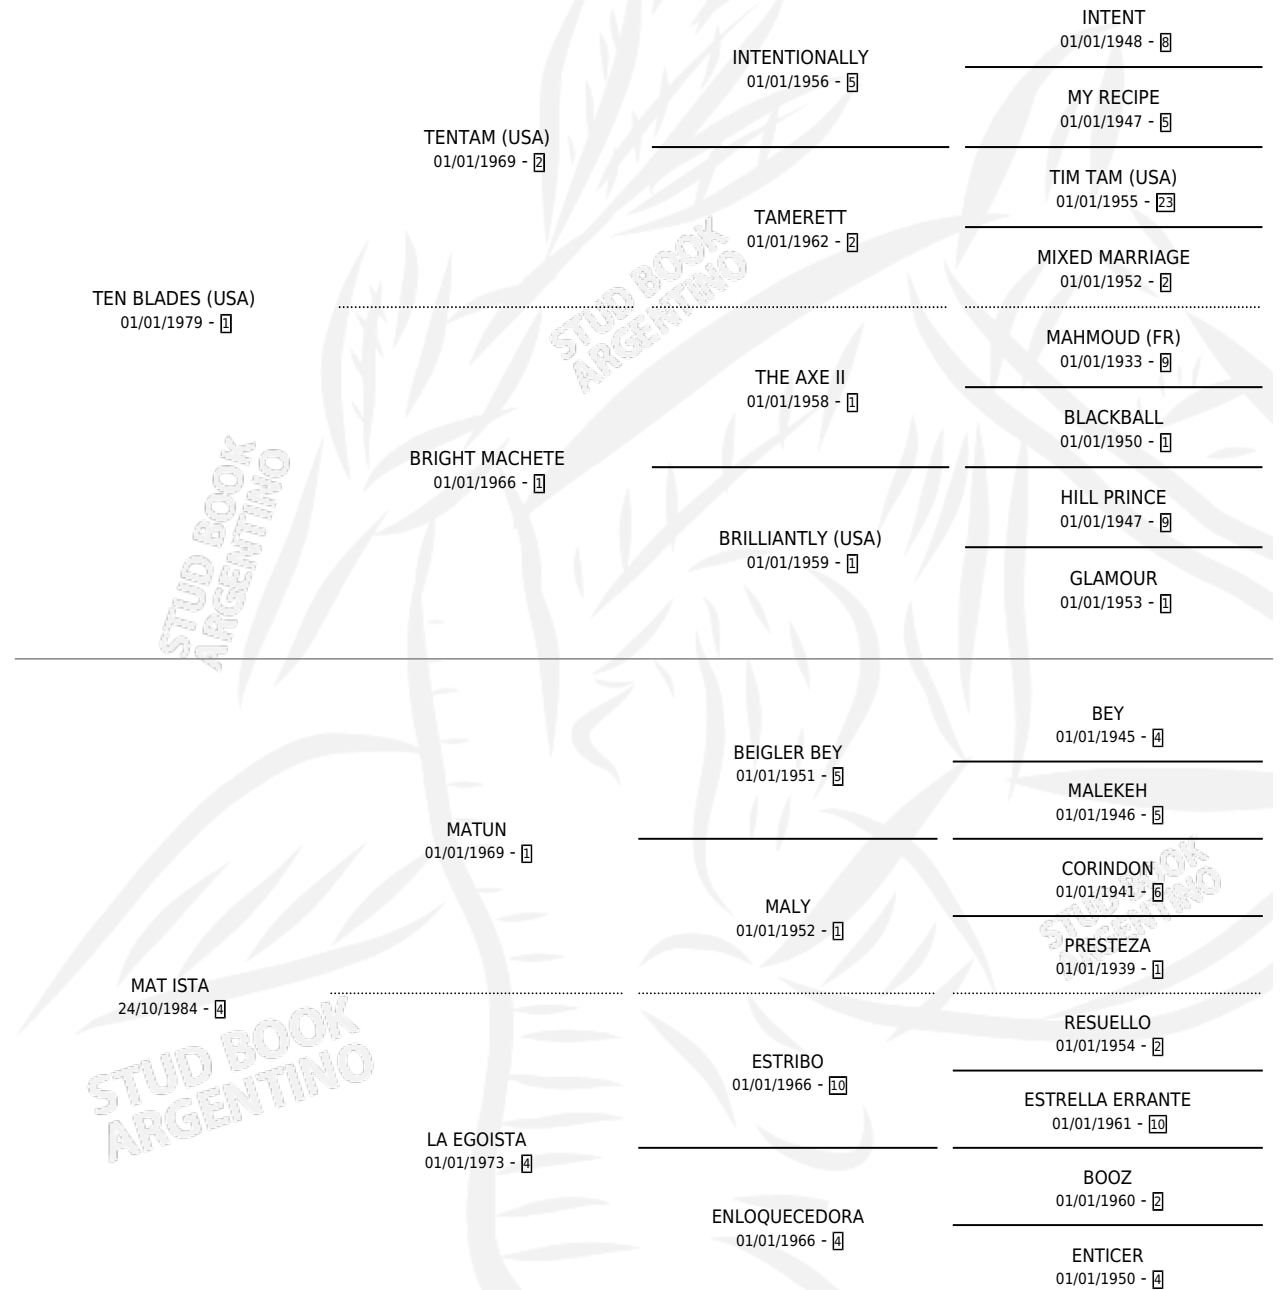 INTENT
01/01/1948 - 8
INTENTIONALLY
01/01/1956 - 5
MY RECIPE
01/01/1947 - 5
TENTAM (USA)
01/01/1969 - 2
TIM TAM (USA)
01/01/1955 - 23
TAMERETT
01/01/1962 - 2
MIXED MARRIAGE
01/01/1952 - 2
TEN BLADES (USA)
01/01/1979 - 1
STUD BOOK
ARGENTINO
MAHMOUD (FR)
01/01/1933 - 9
THE AXE II
01/01/1958 - 1
BLACKBALL
01/01/1950 - 1
BRIGHT MACHETE
01/01/1966 - 1
HILL PRINCE
01/01/1947 - 9
BRILLIANTLY (USA)
01/01/1959 - 1
GLAMOUR
01/01/1953 - 1
STUD BOOK
ARGENTINO
BEY
01/01/1945 - 4
BEIGLER BEY
01/01/1951 - 5
MALEKEH
01/01/1946 - 5
MATUN
01/01/1969 - 1
CORINDON
01/01/1941 - 6
MALY
01/01/1952 - 1
PRESTEZA
01/01/1939 - 1
STUD BOOK
ARGENTINO
MAT ISTA
24/10/1984 - 4
RESUELLO
01/01/1954 - 2
ESTRIBO
01/01/1966 - 10
ESTRELLA ERRANTE
01/01/1961 - 10
STUD BOOK
ARGENTINO
LA EGOISTA
01/01/1973 - 4
BOOZ
01/01/1960 - 2
ENLOQUECEDORA
01/01/1966 - 4
ENTICER
01/01/1950 - 4